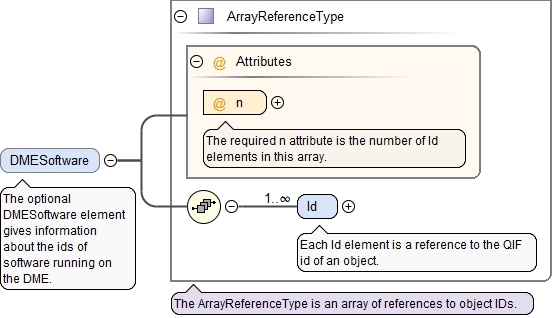 ArrayReferenceType
@ Attributes
@ n
The required n attribute is the number of Id
elements in this array.
DMESoftware
The optional
DMESoftware element
gives information
about the ids of
software running on
the DME.
1..∞
Id
Each Id element is a reference to the QIF
id of an object.
The ArrayReferenceType is an array of references to object IDs.